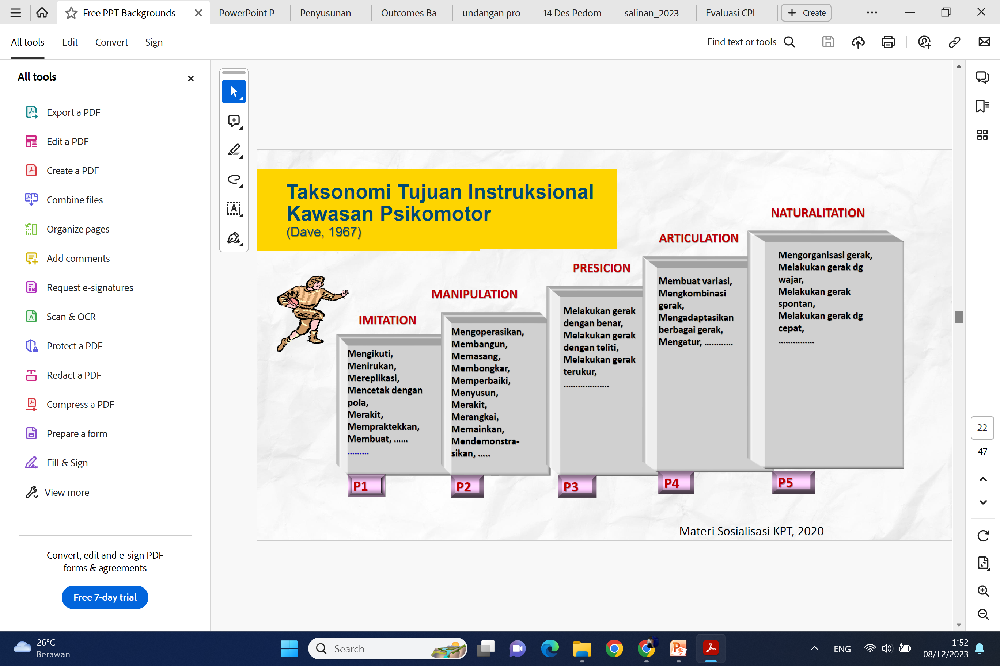 Free PPT Backgrounds
PowerPoint P...
Penyusunan ...
Outcomes Ba...
undangan pro...
14 Des Pedom...
salinan_2023...
Evaluasi CPL ...
Create
All tools
Edit
Convert
Sign
Find text or tools
All tools
Export a PDF
Edit a PDF
Create a PDF
Combine files
Organize pages
Add comments
Request e-signatures
Scan & OCR
Protect a PDF
Redact a PDF
Compress a PDF
Prepare a form
Fill & Sign
View more
Convert, edit and e-sign PDF
forms & agreements.
Free 7-day trial
Taksonomi Tujuan Instruksional
Kawasan Psikomotor
(Dave, 1967)
IMITATION
Mengikuti,
Menirukan,
Mereplikasi,
Mencetak dengan
pola,
Merakit,
Mempraktekkan,
Membuat, ......
.........
P1
MANIPULATION
Mengoperasikan,
Membangun,
Memasang,
Membongkar,
Memperbaiki,
Menyusun,
Merakit,
Merangkai,
Memainkan,
Mendemonstra-
sikan, .....
P2
PRESICION
Melakukan gerak
dengan benar,
Melakukan gerak
dengan teliti,
Melakukan gerak
terukur,
...................
P3
ARTICULATION
Membuat variasi,
Mengkombinasi
gerak,
Mengadaptasikan
berbagai gerak,
Mengatur, ............
P4
NATURALITATION
Mengorganisasi gerak,
Melakukan gerak dg
wajar,
Melakukan gerak
spontan,
Melakukan gerak dg
cepat,
...............
P5
Materi Sosialisasi KPT, 2020
22
47
26°C
Berawan
Search
ENG
1:52
08/12/2023